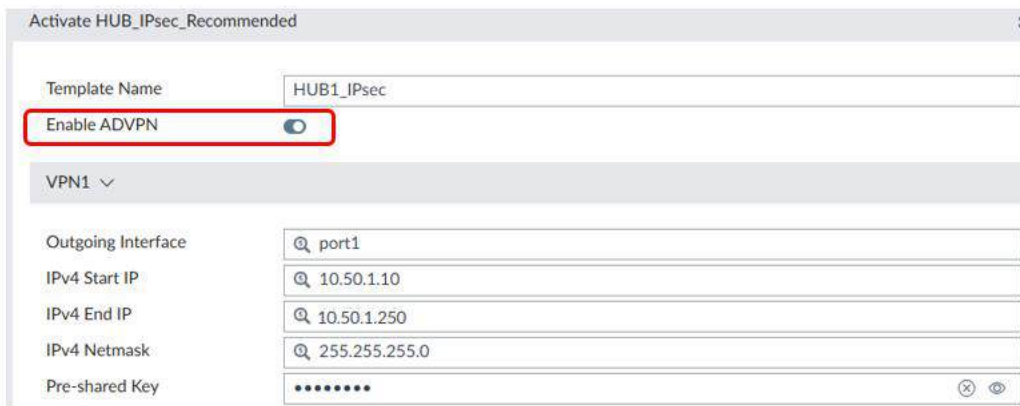 Activate HUB_IPsec_Recommended
Template Name HUB1_IPsec
Enable ADVPN
VPN1
Outgoing Interface port1
IPv4 Start IP 10.50.1.10
IPv4 End IP 10.50.1.250
IPv4 Netmask 255.255.255.0
Pre-shared Key ••••••••